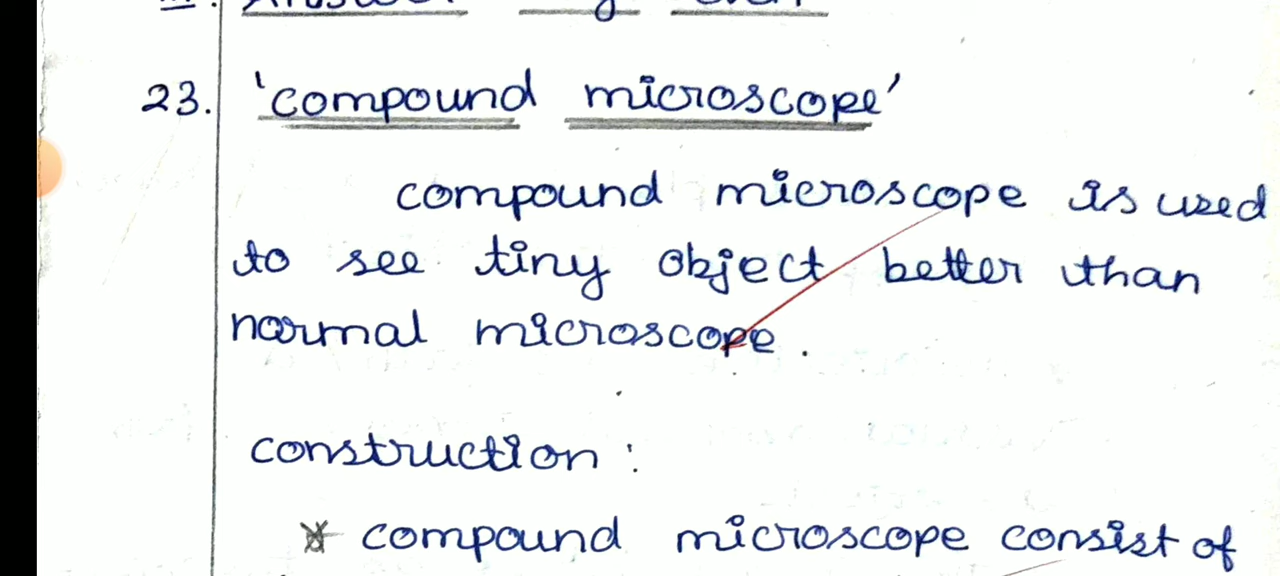 23. 'compound microscope'
compound microscope is used
to see tiny object better than
normal microscope.
construction :
* compound microscope consist of